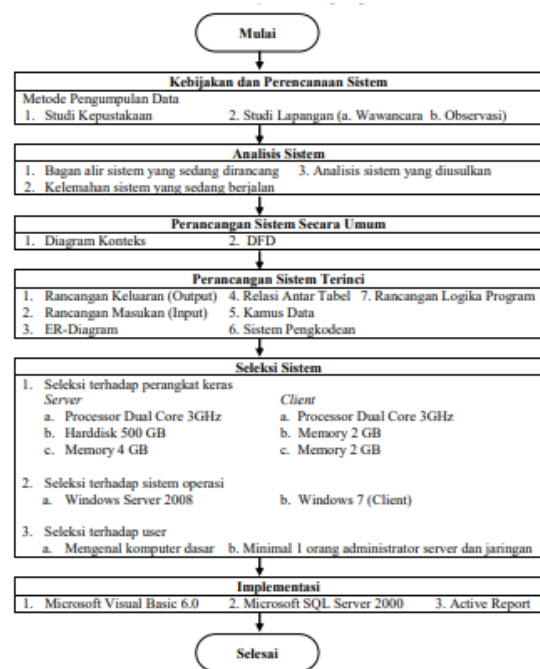 Mulai
Kebijakan dan Perencanaan Sistem
Metode Pengumpulan Data
1. Studi Kepustakaan 2. Studi Lapangan (a. Wawancara b. Observasi)
Analisis Sistem
1. Bagan alir sistem yang sedang dirancang 3. Analisis sistem yang diusulkan
2. Kelemahan sistem yang sedang berjalan
Perancangan Sistem Secara Umum
1. Diagram Konteks 2. DFD
Perancangan Sistem Terinci
1. Rancangan Keluaran (Output) 4. Relasi Antar Tabel 7. Rancangan Logika Program
2. Rancangan Masukan (Input) 5. Kamus Data
3. ER-Diagram 6. Sistem Pengkodean
Seleksi Sistem
1. Seleksi terhadap perangkat keras
Server Client
a. Processor Dual Core 3GHz a. Processor Dual Core 3GHz
b. Harddisk 500 GB b. Memory 2 GB
c. Memory 4 GB c. Memory 2 GB
2. Seleksi terhadap sistem operasi
a. Windows Server 2008 b. Windows 7 (Client)
3. Seleksi terhadap user
a. Mengenal komputer dasar b. Minimal 1 orang administrator server dan jaringan
Implementasi
1. Microsoft Visual Basic 6.0 2. Microsoft SQL Server 2000 3. Active Report
Selesai